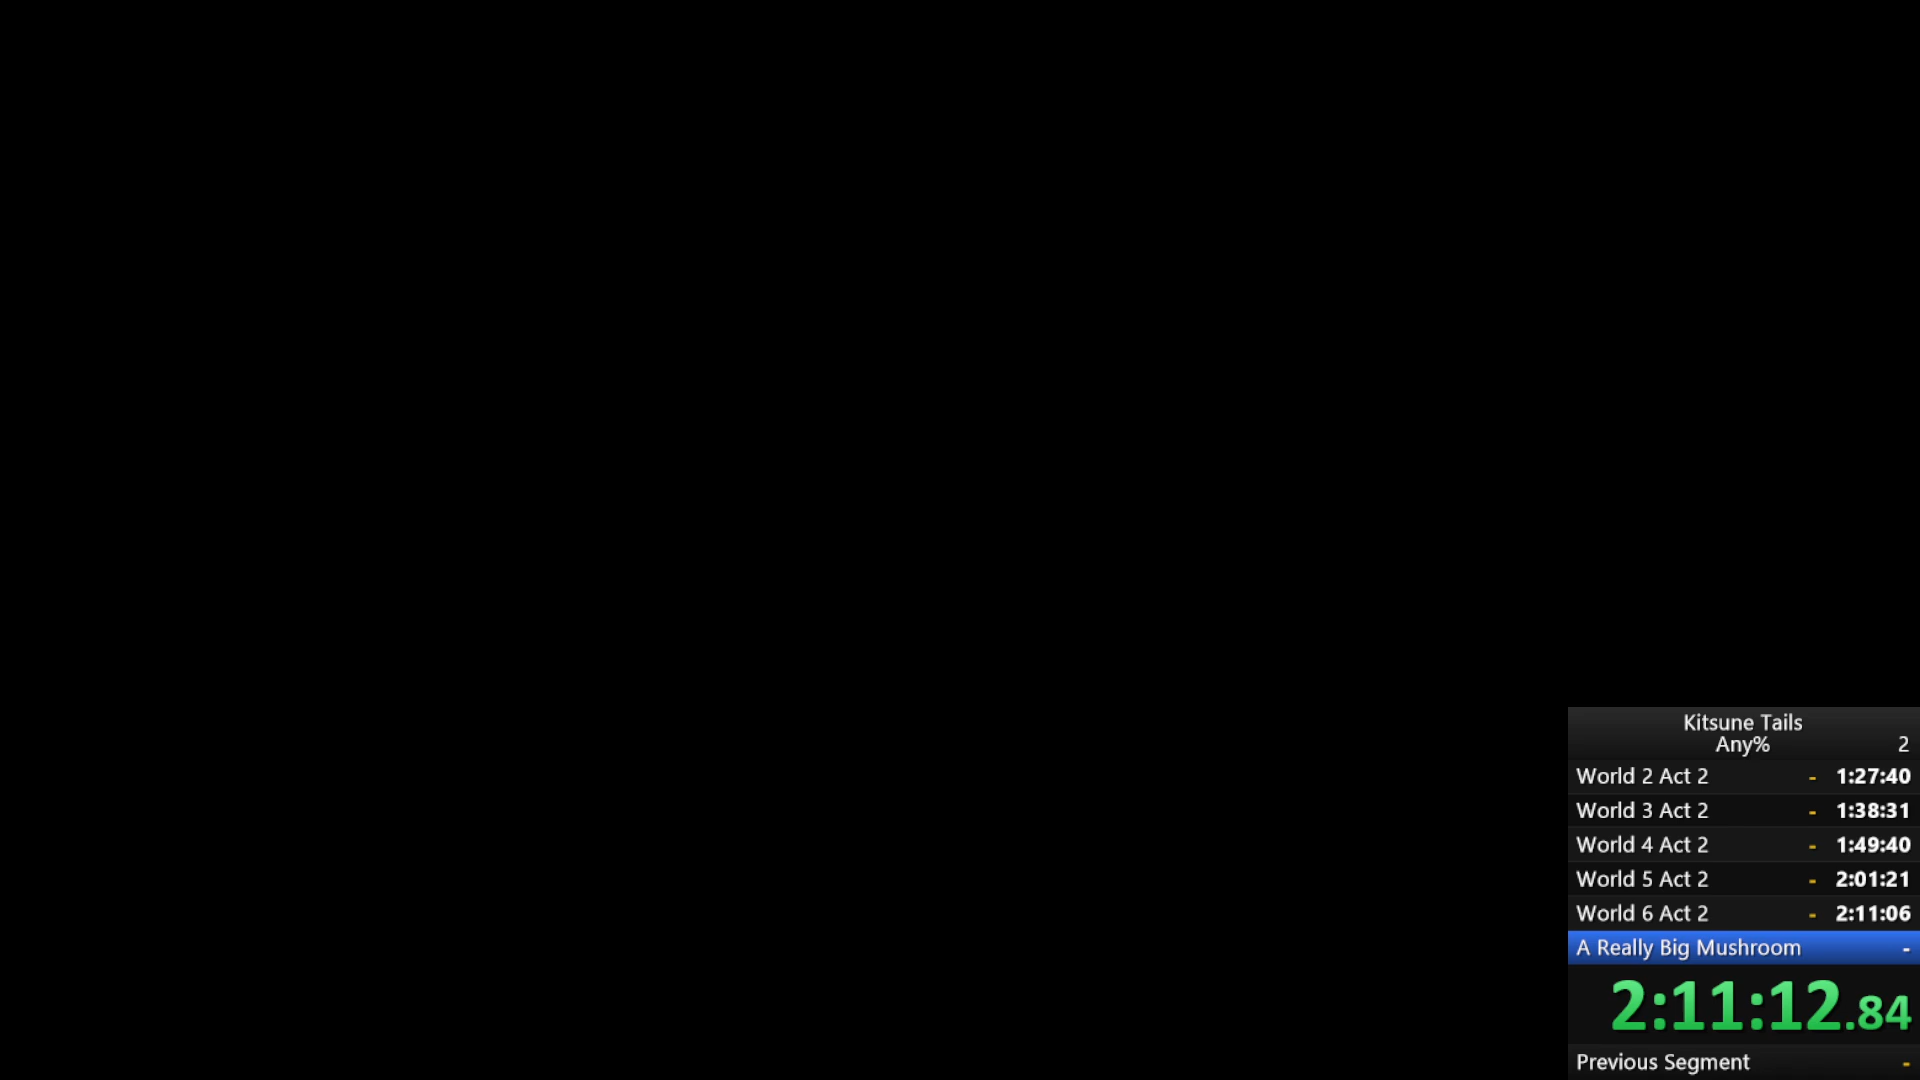 Kitsune Tails
Any% 2
World 2 Act 2 - 1:27:40
World 3 Act 2 - 1:38:31
World 4 Act 2 - 1:49:40
World 5 Act 2 - 2:01:21
World 6 Act 2 - 2:11:06
A Really Big Mushroom -
2:11:12.84
Previous Segment -